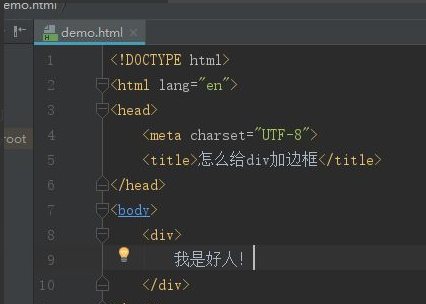 emo.html
demo.html
root
1 <!DOCTYPE html>
2 <html lang="en">
3 <head>
4 <meta charset="UTF-8">
5 <title>怎么给div加边框</title>
6 </head>
7 <body>
8 <div>
9 我是好人!
10 </div>